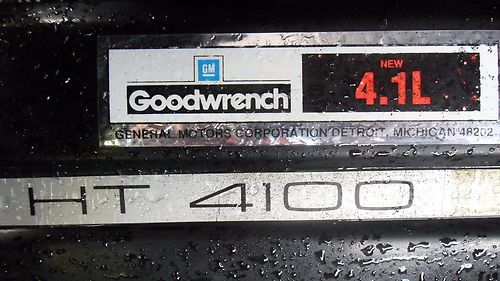 GM
Goodwrench
NEW
4.1L
GENERAL MOTORS CORPORATION DETROIT, MICHIGAN 48202
HT 4100